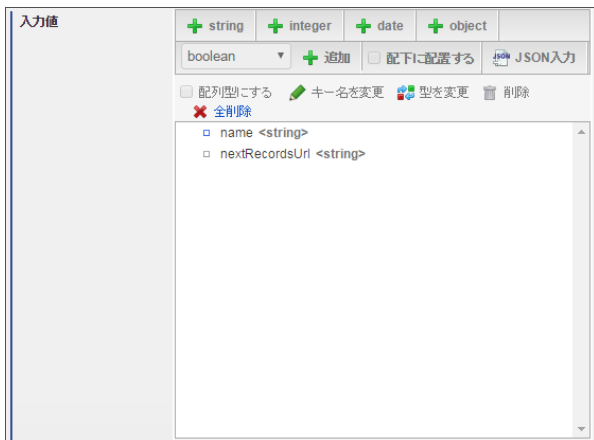 入力値
string integer date object
boolean 追加 配下に配置する JSON入力
配列型にする キー名を変更 型を変更 削除
全削除
name <string>
nextRecordsUrl <string>